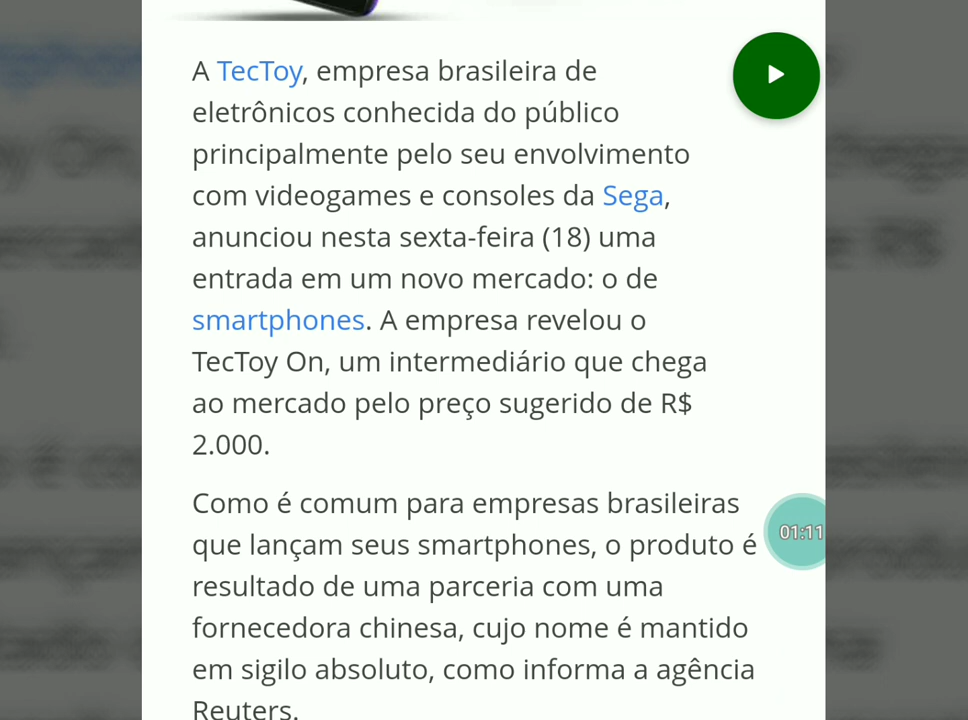 A TecToy, empresa brasileira de
eletrônicos conhecida do público
principalmente pelo seu envolvimento
com videogames e consoles da Sega,
anunciou nesta sexta-feira (18) uma
entrada em um novo mercado: o de
smartphones. A empresa revelou o
TecToy On, um intermediário que chega
ao mercado pelo preço sugerido de R$
2.000.
Como é comum para empresas brasileiras
que lançam seus smartphones, o produto é
01:11
resultado de uma parceria com uma
fornecedora chinesa, cujo nome é mantido
em sigilo absoluto, como informa a agência
Reuters.